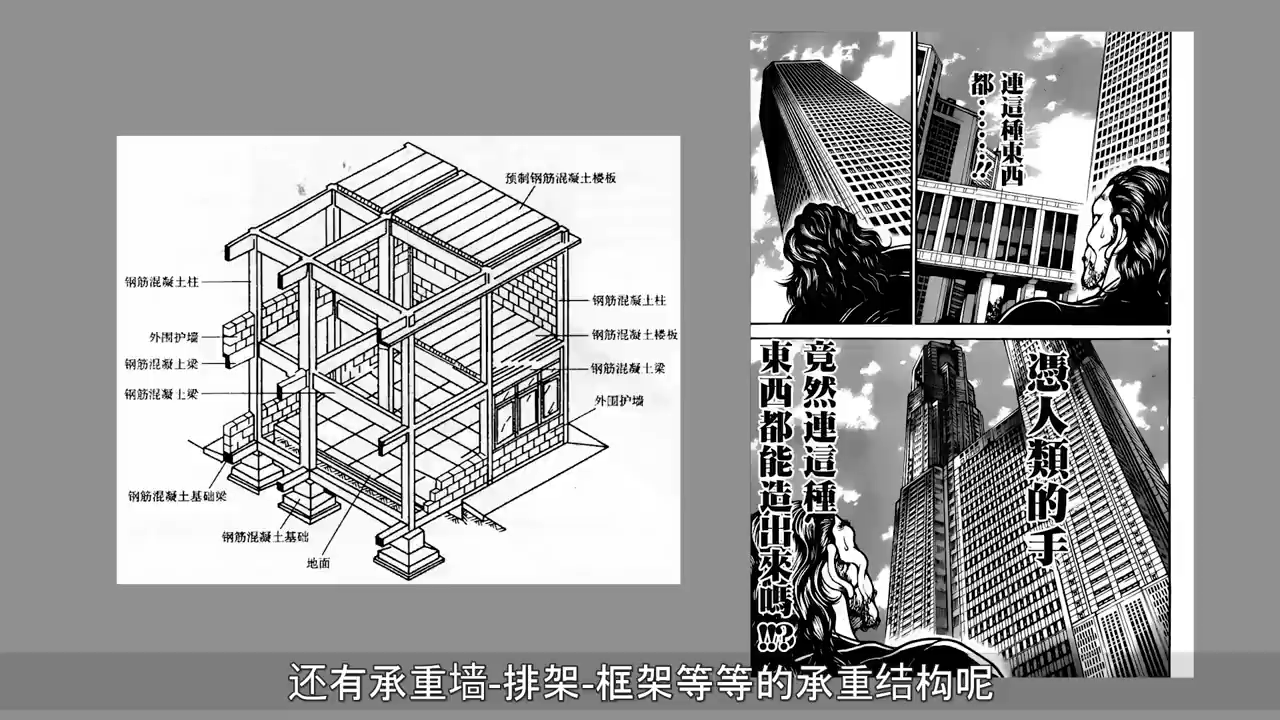 预制钢筋混凝土楼板
钢筋混凝土柱
外围护墙
钢筋混凝土梁
钢筋混凝土梁
钢筋混凝土基础梁
钢筋混凝土基础
地面
钢筋混凝土柱
钢筋混凝土楼板
钢筋混凝土梁
外围护墙
連這種東西
都………!!
憑人類的手
竟然連這種
東西都能造出來嗎!!?
还有承重墙-排架-框架等等的承重结构呢